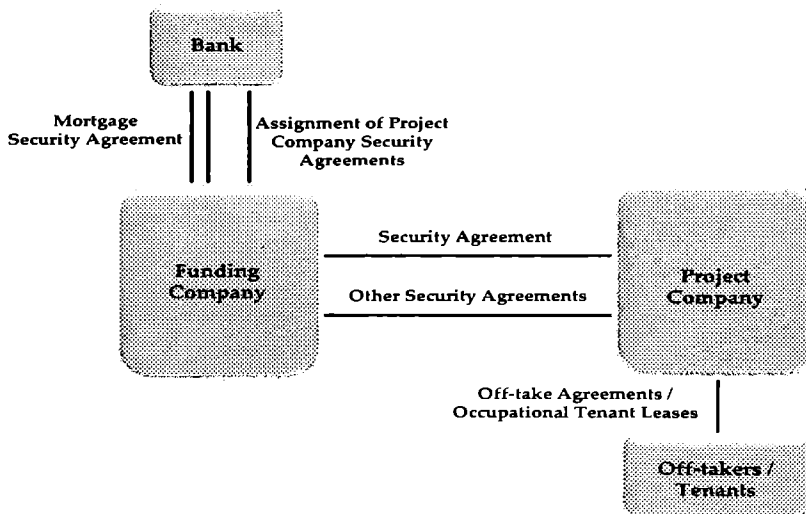 Bank
Mortgage
Security Agreement
Assignment of Project
Company Security
Agreements
Funding
Company
Security Agreement
Other Security Agreements
Project
Company
Off-take Agreements /
Occupational Tenant Leases
Off-takers /
Tenants